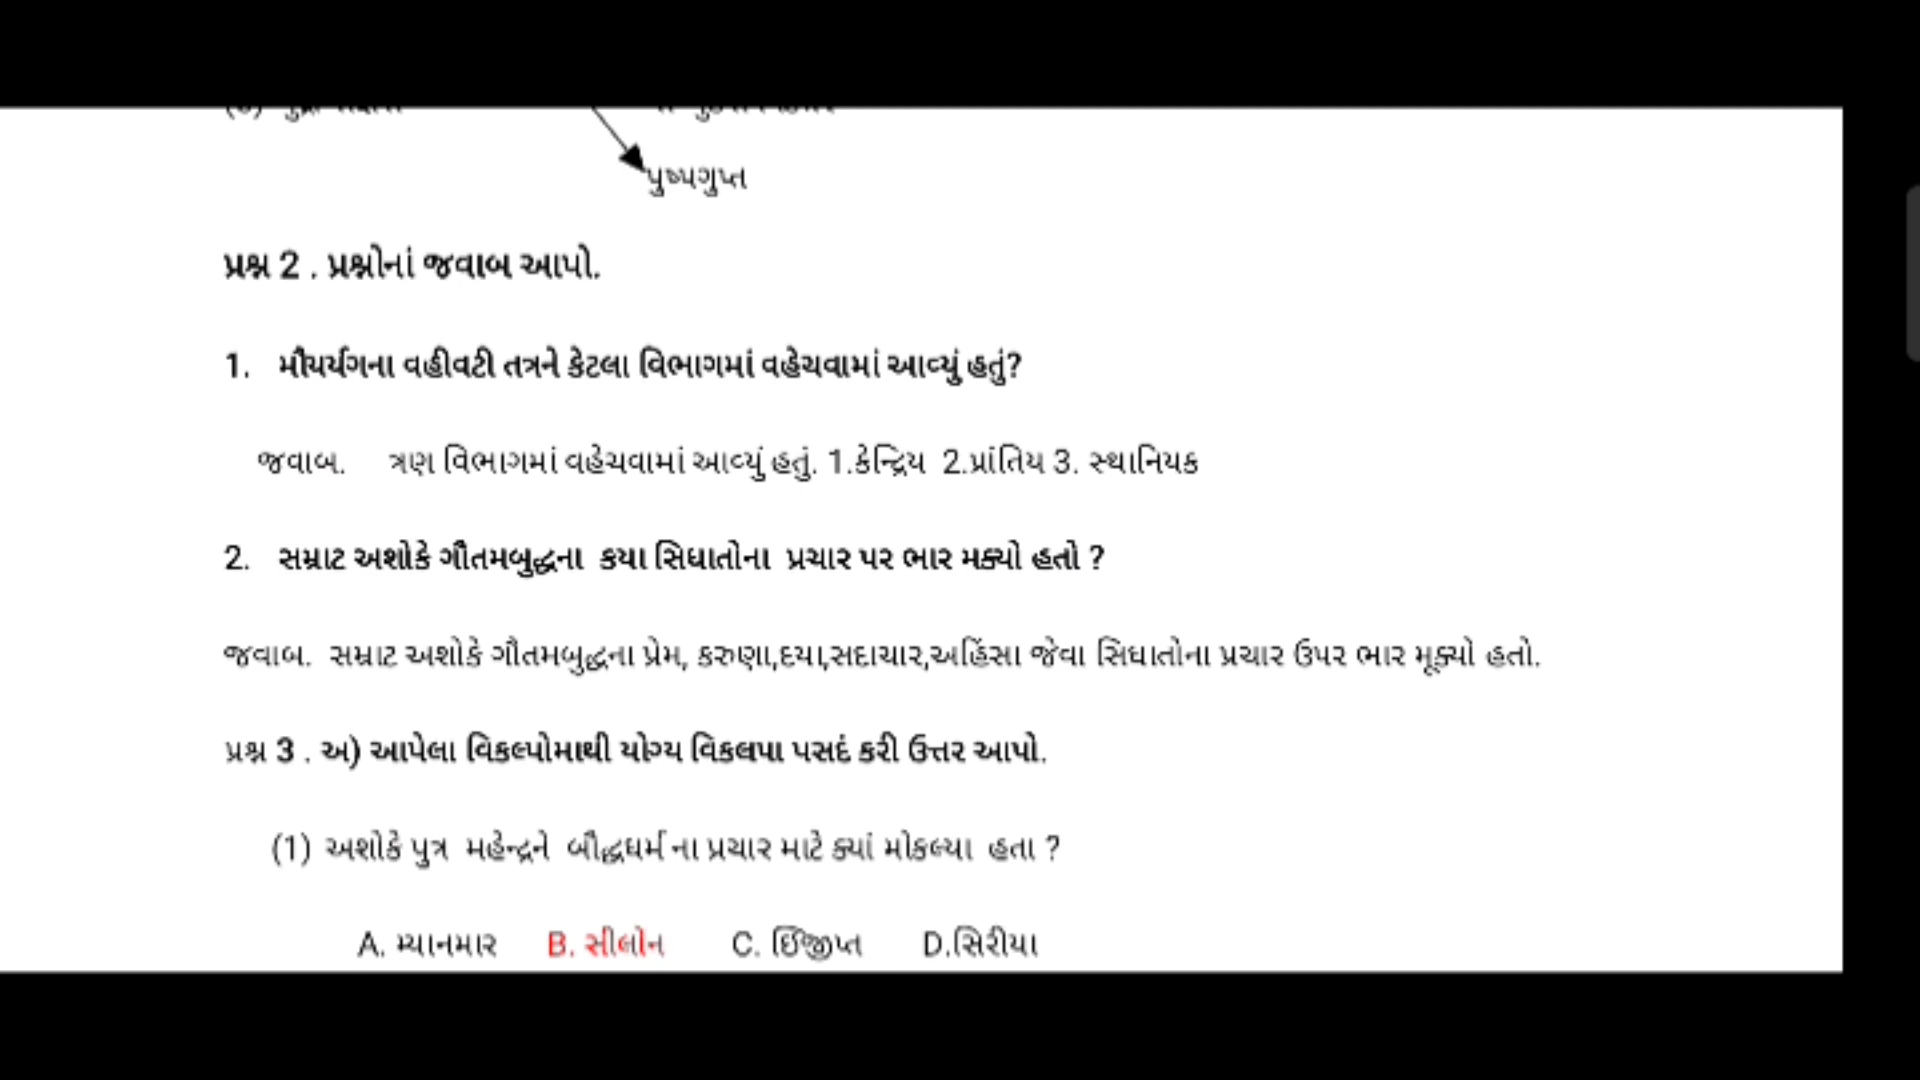 પુષ્પગુપ્ત
પ્રશ્ન 2 . પ્રશ્નોનાં જવાબ આપો.
1. મૌયર્યગના વહીવટી તત્રને કેટલા વિભાગમાં વહેચવામાં આવ્યું હતું?
જવાબ. ત્રણ વિભાગમાં વહેચવામાં આવ્યું હતું. 1.કેન્દ્રિય 2.પ્રાંતિય 3. સ્થાનિયક
2. સમ્રાટ અશોકે ગૌતમબુદ્ધના કયા સિધાતોના પ્રચાર પર ભાર મક્યો હતો ?
જવાબ. સમ્રાટ અશોકે ગૌતમબુદ્ધના પ્રેમ, કરુણા,દયા,સદાચાર,અહિંસા જેવા સિધાતોના પ્રચાર ઉપર ભાર મૂક્યો હતો.
પ્રશ્ન 3 . અ) આપેલા વિકલ્પોમાથી યોગ્ય વિકલપા પસદં કરી ઉત્તર આપો.
(1) અશોકે પુત્ર મહેન્દ્રને બૌદ્ધધર્મ ના પ્રચાર માટે ક્યાં મોકલ્યા હતા ?
A. મ્યાનમાર B. સીલોન C. ઈિજીપ્ત D.સિરીયા